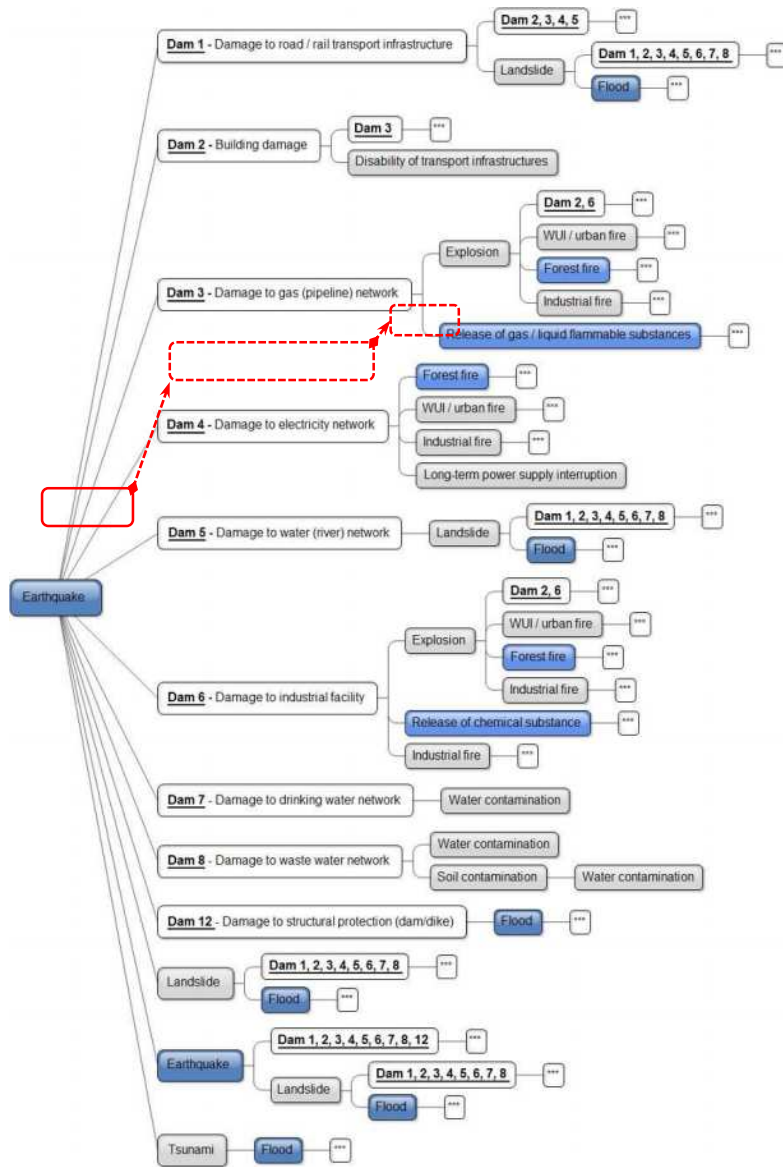 Dam 2, 3, 4, 5 ***
Dam 1 - Damage to road / rail transport infrastructure
Dam 1, 2, 3, 4, 5, 6, 7, 8 ***
Landslide
Flood ***
Dam 3 ***
Dam 2 - Building damage
Disability of transport infrastructures
Dam 2, 6 ***
WUI / urban fire ***
Explosion
Forest fire ***
Dam 3 - Damage to gas (pipeline) network
Industrial fire ***
Release of gas / liquid flammable substances ***
Forest fire ***
WUI / urban fire ***
Dam 4 - Damage to electricity network
Industrial fire ***
Long-term power supply interruption
Dam 1, 2, 3, 4, 5, 6, 7, 8 ***
Dam 5 - Damage to water (river) network
Landslide
Flood ***
Earthquake
Dam 2, 6 ***
WUI / urban fire ***
Explosion
Forest fire ***
Industrial fire ***
Dam 6 - Damage to industrial facility
Release of chemical substance ***
Industrial fire ***
Dam 7 - Damage to drinking water network
Water contamination
Water contamination
Dam 8 - Damage to waste water network
Soil contamination
Water contamination
Dam 12 - Damage to structural protection (dam/dike)
Flood ***
Dam 1, 2, 3, 4, 5, 6, 7, 8 ***
Landslide
Flood ***
Dam 1, 2, 3, 4, 5, 6, 7, 8, 12 ***
Earthquake
Dam 1, 2, 3, 4, 5, 6, 7, 8 ***
Landslide
Flood ***
Tsunami
Flood ***